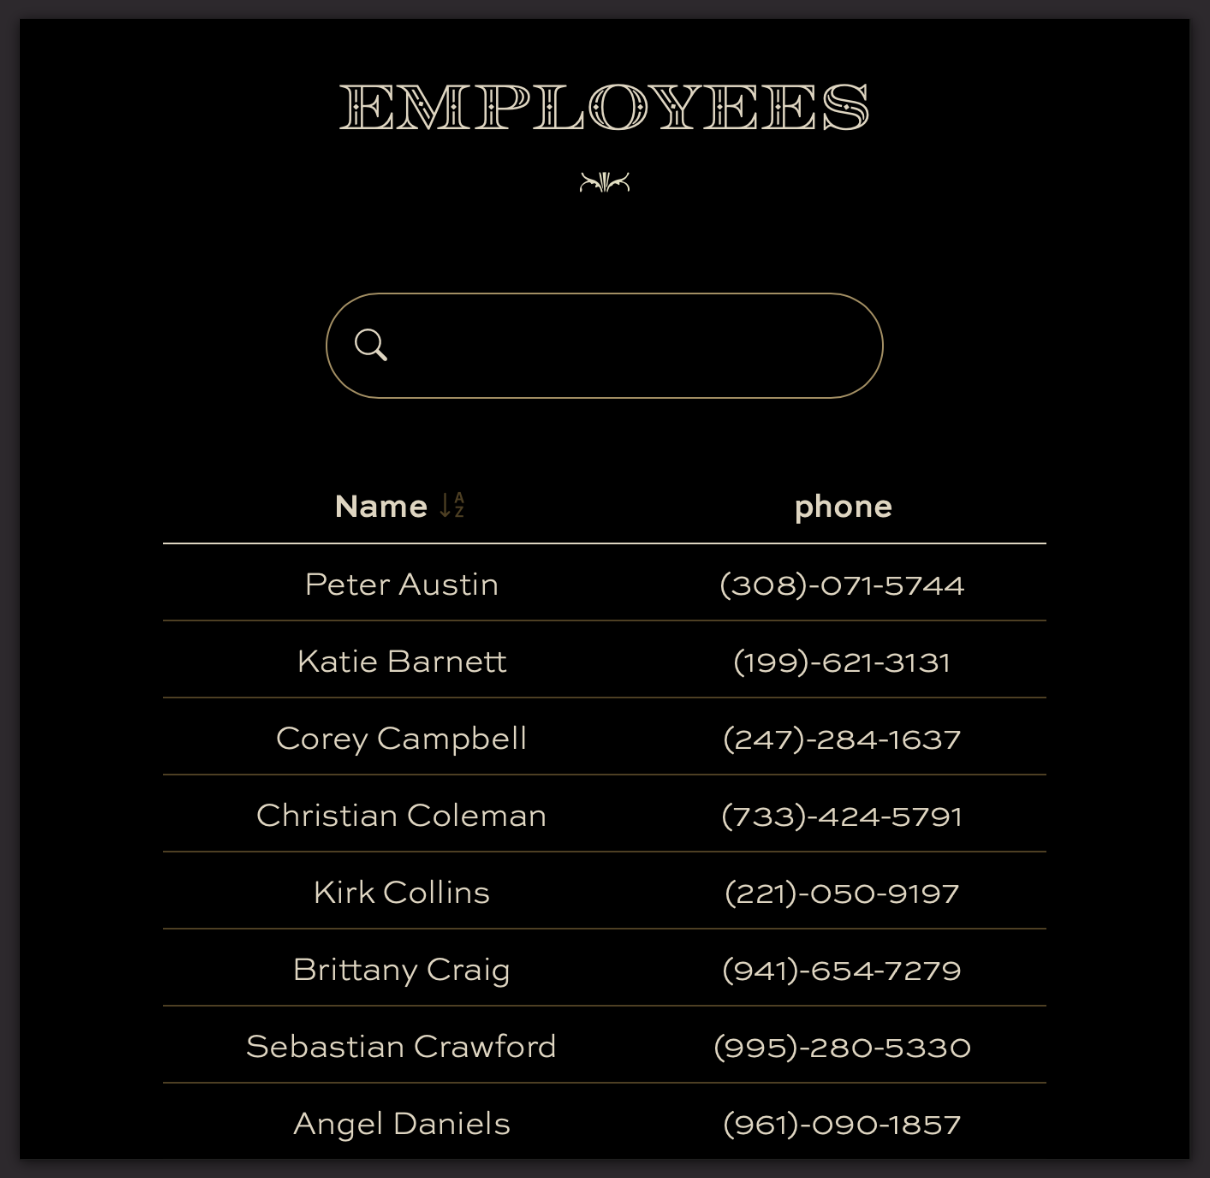 EMPLOYEES
Name AZ phone
Peter Austin (308)-071-5744
Katie Barnett (199)-621-3131
Corey Campbell (247)-284-1637
Christian Coleman (733)-424-5791
Kirk Collins (221)-050-9197
Brittany Craig (941)-654-7279
Sebastian Crawford (995)-280-5330
Angel Daniels (961)-090-1857